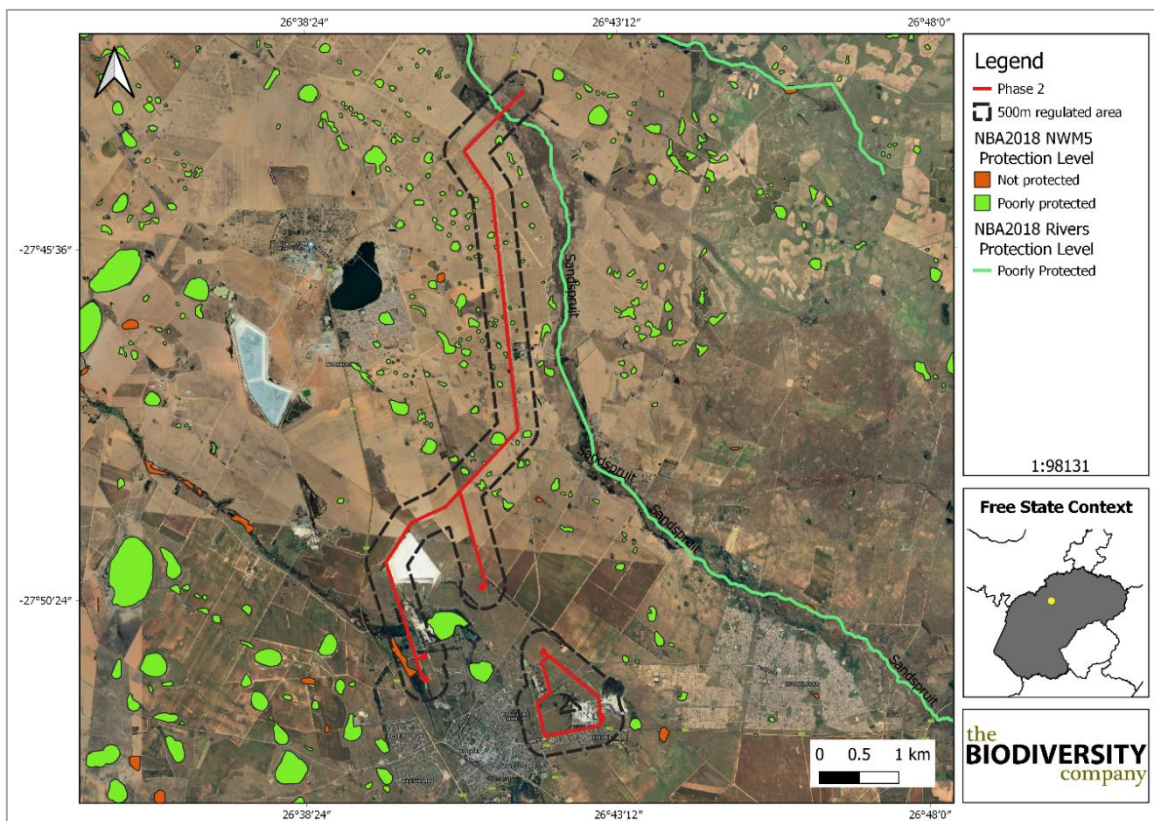 26°38'24"
26°43'12"
26°48'0"
-27°45'36"
-27°50'24"
Sandspruit
Sandspruit
Sandspruit
Sandspruit
0 0.5 1 km
26°38'24"
26°43'12"
26°48'0"
Legend
Phase 2
500m regulated area
NBA2018 NWM5
Protection Level
Not protected
Poorly protected
NBA2018 Rivers
Protection Level
Poorly Protected
1:98131
Free State Context
the
BIODIVERSITY
company